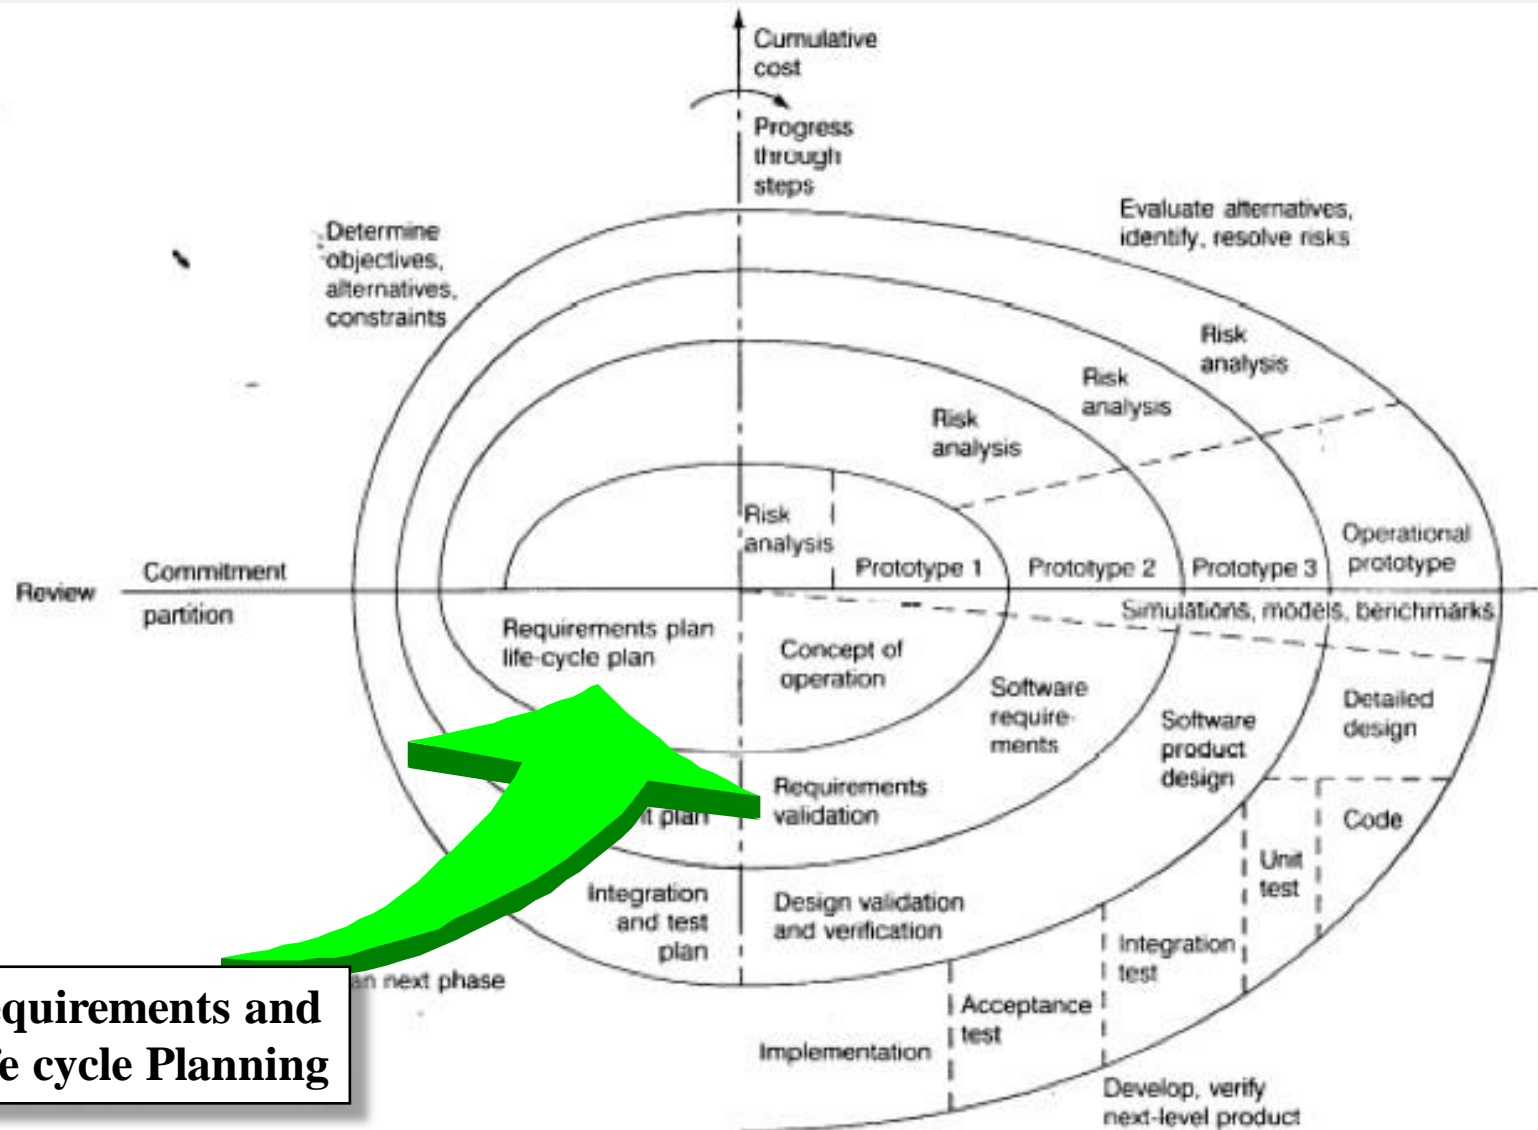 Cumulative
cost
Progress
through
steps
Determine
objectives,
alternatives,
constraints
Evaluate alternatives,
identify, resolve risks
Risk
analysis
Risk
analysis
Risk
analysis
Risk
analysis
Prototype 1
Prototype 2
Prototype 3
Operational
prototype
Review
Commitment
partition
Simulations, models, benchmarks
Requirements plan
life-cycle plan
Concept of
operation
Software
require-
ments
Software
product
design
Detailed
design
Requirements
validation
plan
Code
Unit
test
Integration
and test
plan
Design validation
and verification
Integration
test
next phase
Acceptance
test
Implementation
Develop, verify
next-level product
and
cycle Planning